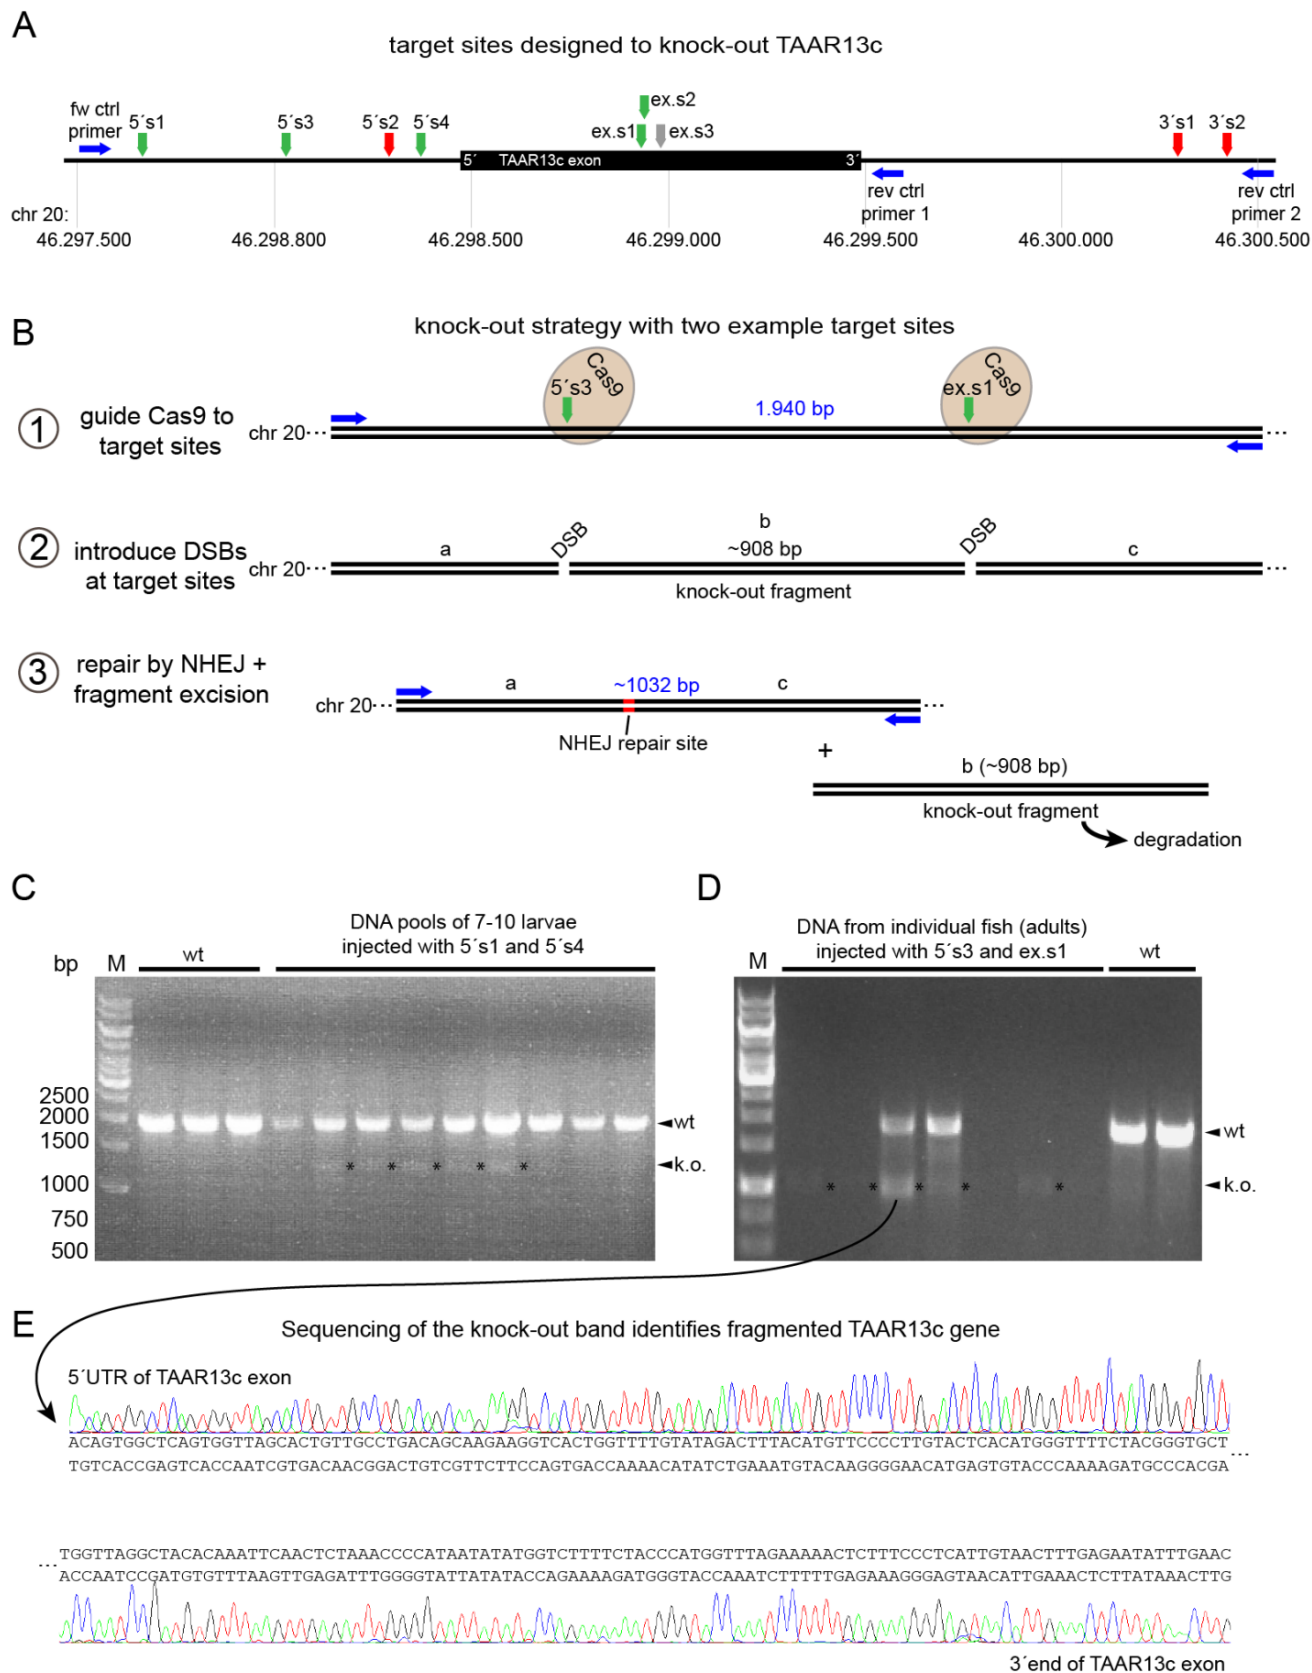 A
target sites designed to knock-out TAAR13c
fw ctrl
primer
5´s1
5´s3
5´s2
5´s4
ex.s2
ex.s1
ex.s3
3´s1
3´s2
5´
TAAR13c exon
3´
rev ctrl
primer 1
rev ctrl
primer 2
chr 20:
46.297.500
46.298.800
46.298.500
46.299.000
46.299.500
46.300.000
46.300.500
B
knock-out strategy with two example target sites
1
guide Cas9 to
target sites
chr 20
5´s3
Cas9
1.940 bp
ex.s1
Cas9
2
introduce DSBs
at target sites
chr 20
a
DSB
b
~908 bp
knock-out fragment
DSB
c
3
repair by NHEJ +
fragment excision
chr 20
a
~1032 bp
c
NHEJ repair site
+
b (~908 bp)
knock-out fragment
degradation
C
DNA pools of 7-10 larvae
injected with 5´s1 and 5´s4
bp
M
wt
2500
2000
1500
1000
750
500
wt
k.o.
* * * * *
D
DNA from individual fish (adults)
injected with 5´s3 and ex.s1
M
wt
wt
k.o.
* * * * *
E
Sequencing of the knock-out band identifies fragmented TAAR13c gene
5´UTR of TAAR13c exon
ACAGTGGCTCAGTGGTTAGCACTGTTGCCTGACAGCAAGAAGGTCACTGGTTTTGTATAGACTTTACATGTTCCCCTTGTACTCACATGGGTTTTCTACGGGTGCT
TGTCACCGAGTCACCAATCGTGACAACGGACTGTCGTTCTTCCAGTGACCAAAACATATCTGAAATGTACAAGGGGAACATGAGTGTACCCAAAAGATGCCCACGA
...
...
TGGTTAGGCTACACAAATTCAACTCTAAACCCCATAATATATGGTCTTTTCTACCCATGGTTTAGAAAAACTCTTTCCCTCATTGTAACTTTGAGAATATTTGAAC
ACCAATCCGATGTGTTTAAGTTGAGATTTGGGGTATTATATACCAGAAAAGATGGGTACCAAATCTTTTTGAGAAAGGGAGTAACATTGAAACTCTTATAAACTTG
3´end of TAAR13c exon